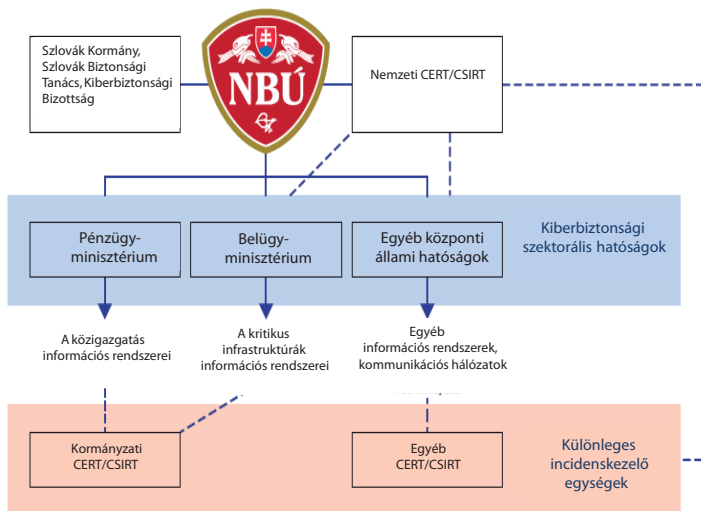 Szlovák Kormány,
Szlovák Biztonsági
Tanács, Kiberbiztonsági
Bizottság
NBÚ
Nemzeti CERT/CSIRT
Pénzügy-
minisztérium
Belügy-
minisztérium
Egyéb központi
állami hatóságok
Kiberbiztonsági
szektorális hatóságok
A közigazgatás
információs rendszerei
A kritikus
infrastruktúrák
információs rendszerei
Egyéb
információs rendszerek,
kommunikációs hálózatok
Kormányzati
CERT/CSIRT
Egyéb
CERT/CSIRT
Különleges
incidenskezelő
egységek